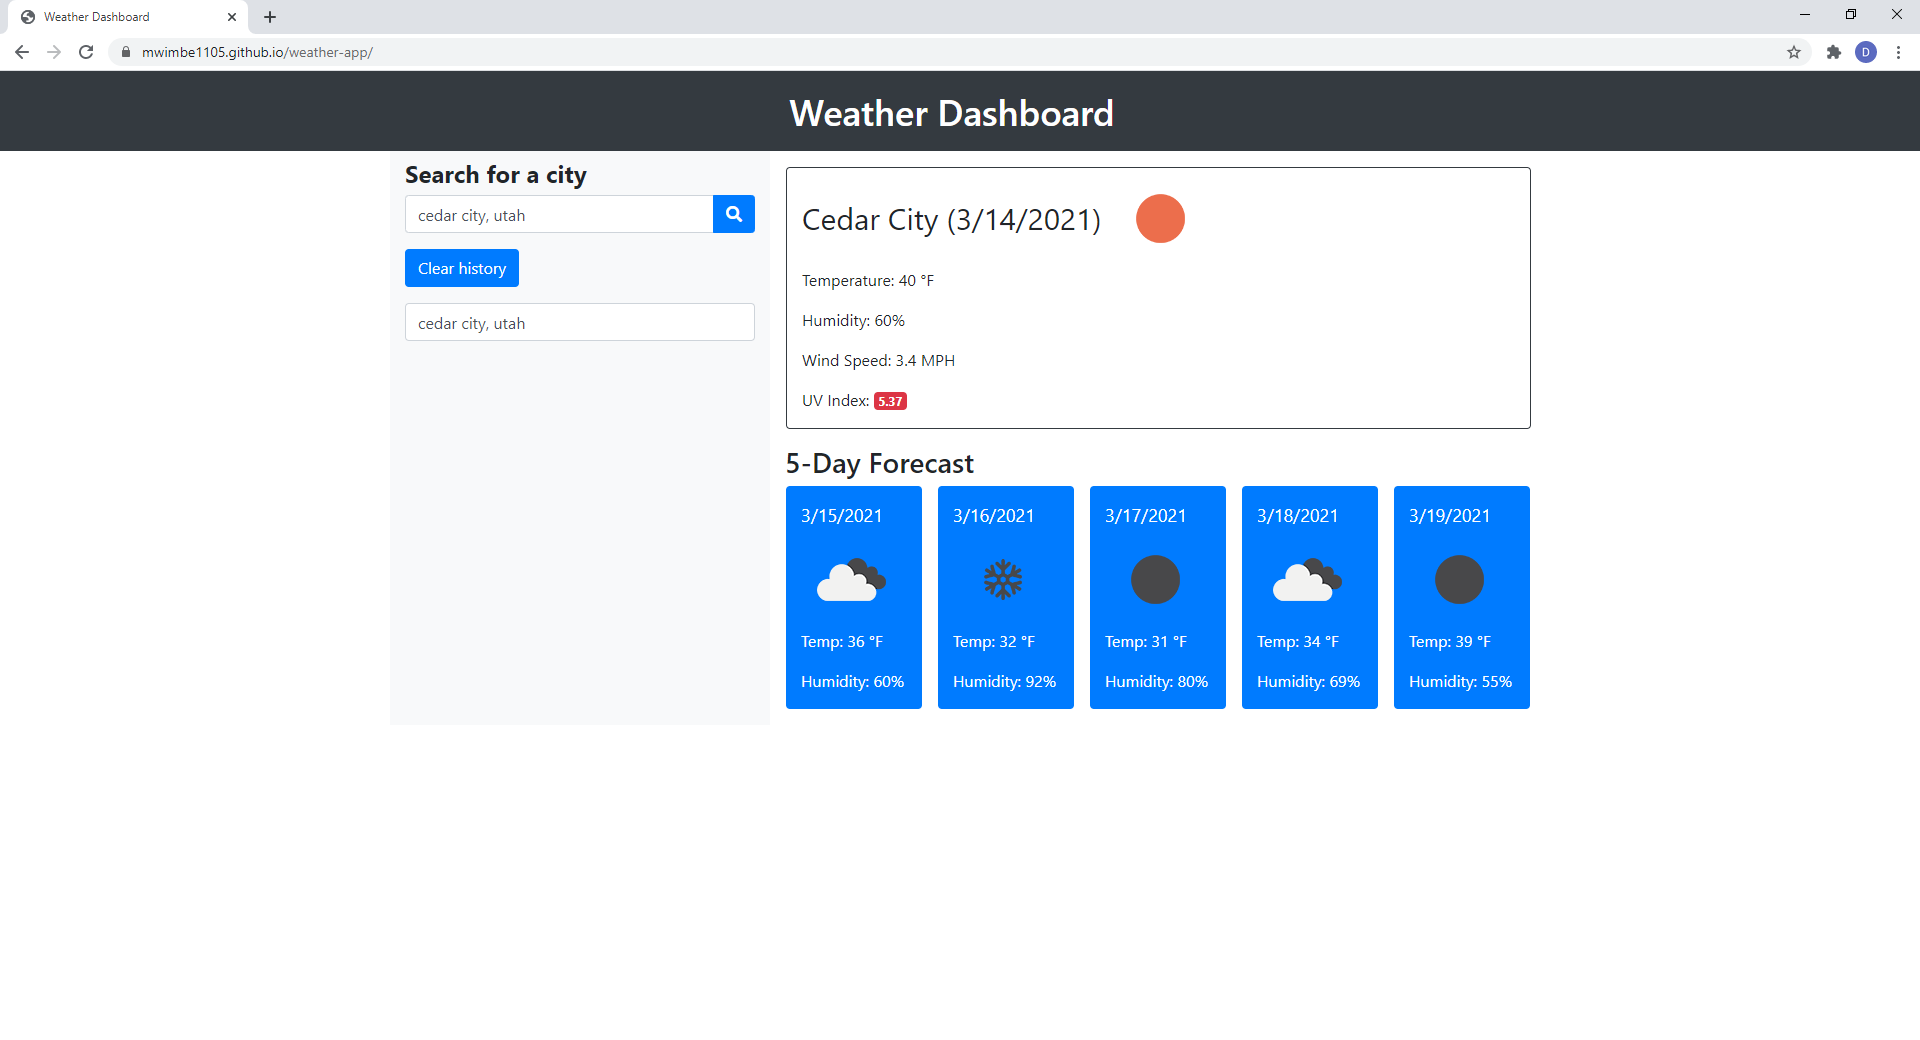 Weather Dashboard
mwimbe1105.github.io/weather-app/
D
Weather Dashboard
Search for a city
cedar city, utah
Clear history
cedar city, utah
Cedar City (3/14/2021)
Temperature: 40 °F
Humidity: 60%
Wind Speed: 3.4 MPH
UV Index: 5.37
5-Day Forecast
3/15/2021
Temp: 36 °F
Humidity: 60%
3/16/2021
Temp: 32 °F
Humidity: 92%
3/17/2021
Temp: 31 °F
Humidity: 80%
3/18/2021
Temp: 34 °F
Humidity: 69%
3/19/2021
Temp: 39 °F
Humidity: 55%